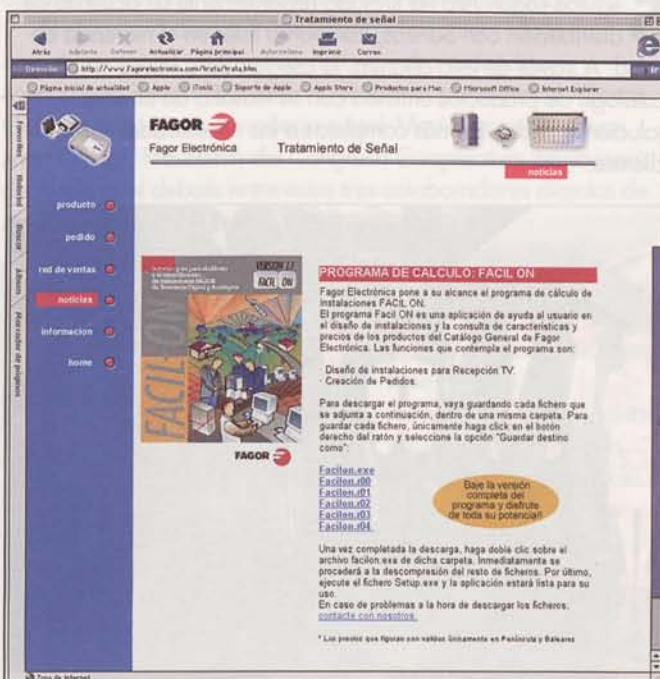 Tratamiento de señal
Atrás Adelante Detener Actualizar Página principal Autorrelleno Imprimir Correo
Dirección http://www.fagorelectronica.com/trata/trata.htm
Página inicial de actualidad Apple iTools Soporte de Apple Apple Store Productos para Mac Microsoft Office Internet Explorer
Favoritos
Historial
Buscar
Álbum
Marcador de páginas
FAGOR
Fagor Electrónica
Tratamiento de Señal
noticias
producto
pedido
red de ventas
noticias
informacion
home
VERSION 1.1
FACIL ON
FACIL-ON
FAGOR
PROGRAMA DE CALCULO: FACIL ON
Fagor Electrónica pone a su alcance el programa de cálculo de
Instalaciones FACIL ON.
El programa Facil ON es una aplicación de ayuda al usuario en
el diseño de instalaciones y la consulta de características y
precios de los productos del Catálogo General de Fagor
Electrónica. Las funciones que contempla el programa son:
· Diseño de instalaciones para Recepción TV.
· Creación de Pedidos.
Para descargar el programa, vaya guardando cada fichero que
se adjunta a continuación, dentro de una misma carpeta. Para
guardar cada fichero, únicamente haga click en el botón
derecho del ratón y seleccione la opción "Guardar destino
como":
Facilon.exe
Facilon.r00
Facilon.r01
Facilon.r02
Facilon.r03
Facilon.r04
Baje la versión
completa del
programa y disfrute
de toda su potencia!!
Una vez completada la descarga, haga doble clic sobre el
archivo facilon.exe de dicha carpeta. Inmediatamente se
procederá a la descompresión del resto de ficheros. Por último,
ejecute el fichero Setup.exe y la aplicación estará lista para su
uso.
En caso de problemas a la hora de descargar los ficheros,
contacte con nosotros.
* Los precios que figuran son validos únicamente en Península y Baleares
Zona de Internet